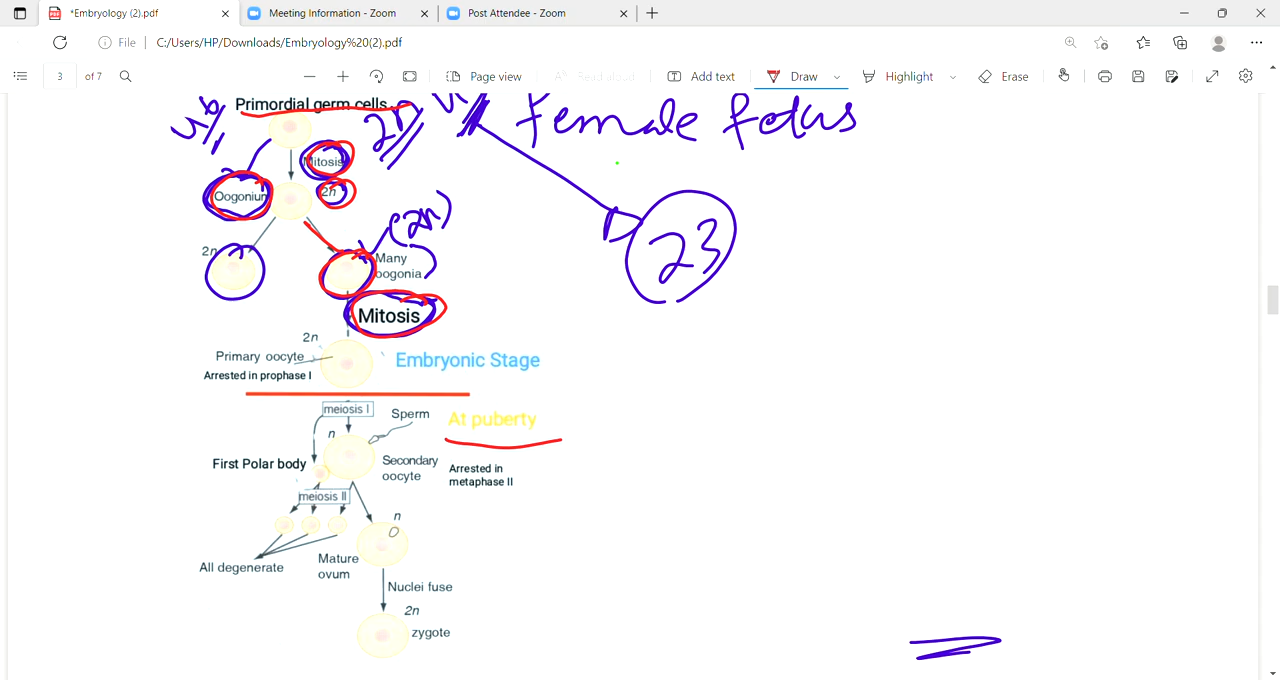 *Embryology (2).pdf
Meeting Information - Zoom
Post Attendee - Zoom
File
C:/Users/HP/Downloads/Embryology%20(2).pdf
3 of 7
Page view
Read aloud
Add text
Draw
Highlight
Erase
Primordial germ cells
2n
female fetus
Mitosis
Oogonium
2n
(2n)
23
2n
Many
oogonia
Mitosis
2n
Primary oocyte
Embryonic Stage
Arrested in prophase I
meiosis I
Sperm
At puberty
n
First Polar body
Secondary
oocyte
Arrested in
metaphase II
meiosis II
n
All degenerate
Mature
ovum
Nuclei fuse
2n
zygote